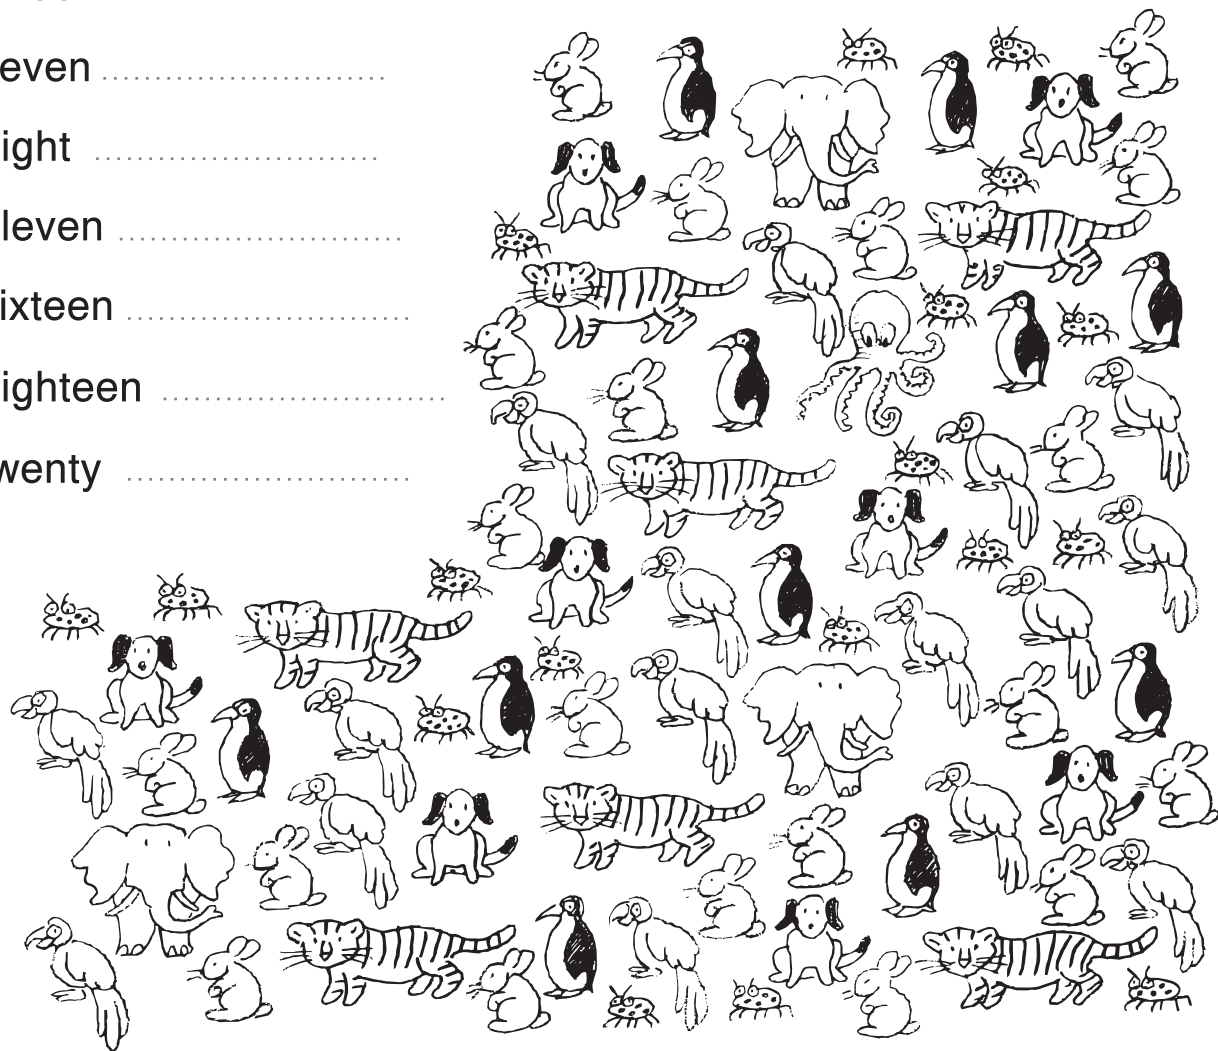 even ............................
ight ............................
leven ............................
ixteen ............................
ighteen ............................
wenty ............................